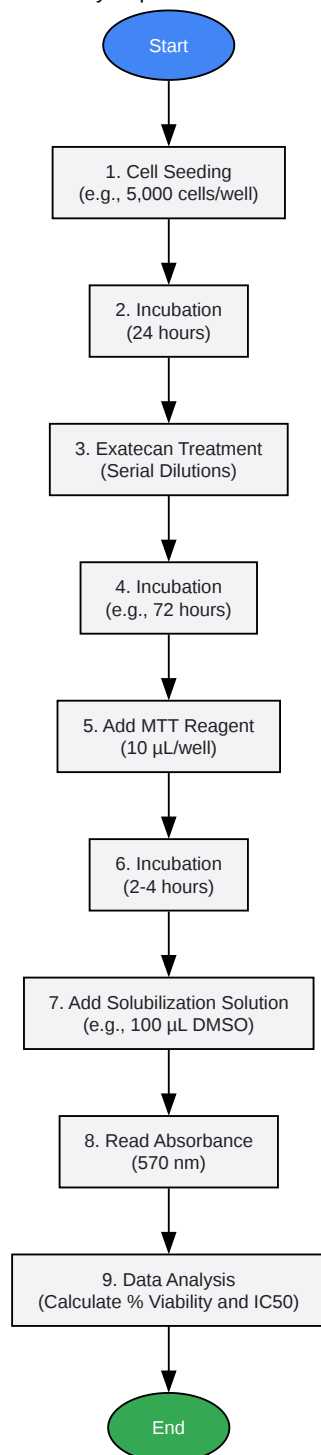 Start
1. Cell Seeding
(e.g., 5,000 cells/well)
2. Incubation
(24 hours)
3. Exatecan Treatment
(Serial Dilutions)
4. Incubation
(e.g., 72 hours)
5. Add MTT Reagent
(10 µL/well)
6. Incubation
(2-4 hours)
7. Add Solubilization Solution
(e.g., 100 µL DMSO)
8. Read Absorbance
(570 nm)
9. Data Analysis
(Calculate % Viability and IC50)
End